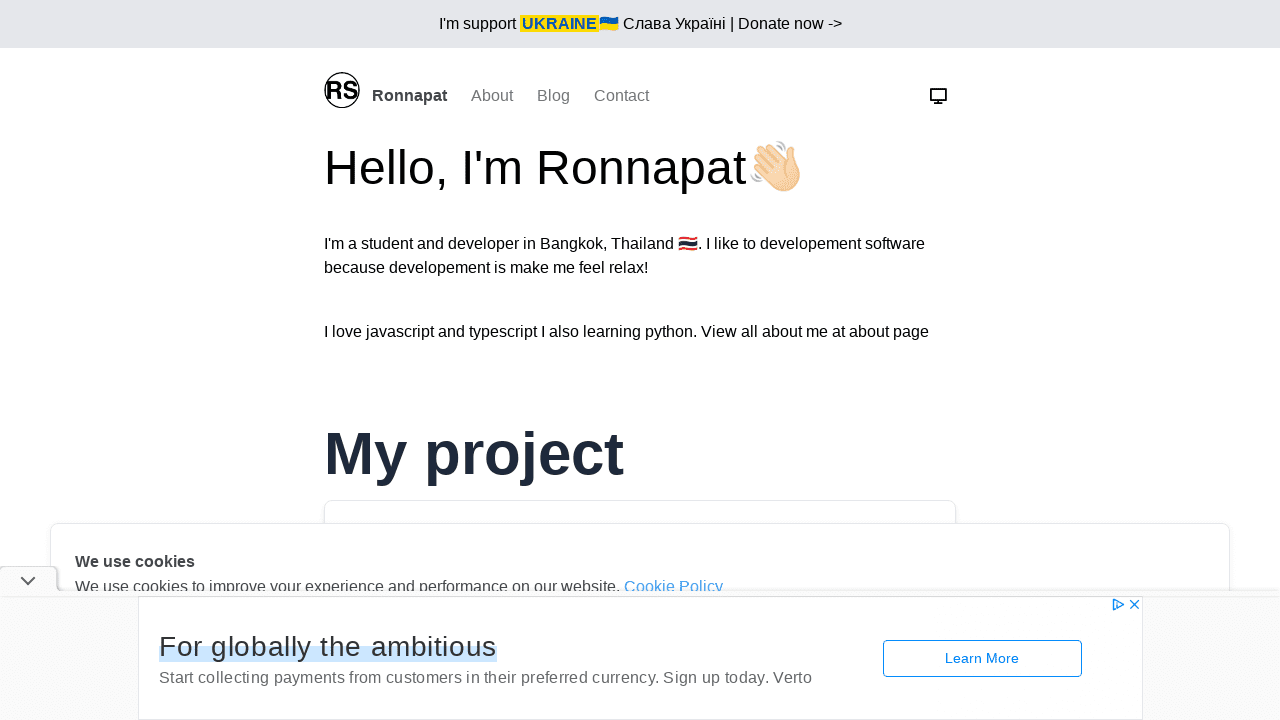 I'm support UKRAINE🇺🇦 Слава Україні | Donate now ->
RS Ronnapat About Blog Contact
Hello, I'm Ronnapat👋🏻
I'm a student and developer in Bangkok, Thailand 🇹🇭. I like to developement software
because developement is make me feel relax!
I love javascript and typescript I also learning python. View all about me at about page
My project
We use cookies
We use cookies to improve your experience and performance on our website. Cookie Policy
For globally the ambitious
Start collecting payments from customers in their preferred currency. Sign up today. Verto
Learn More